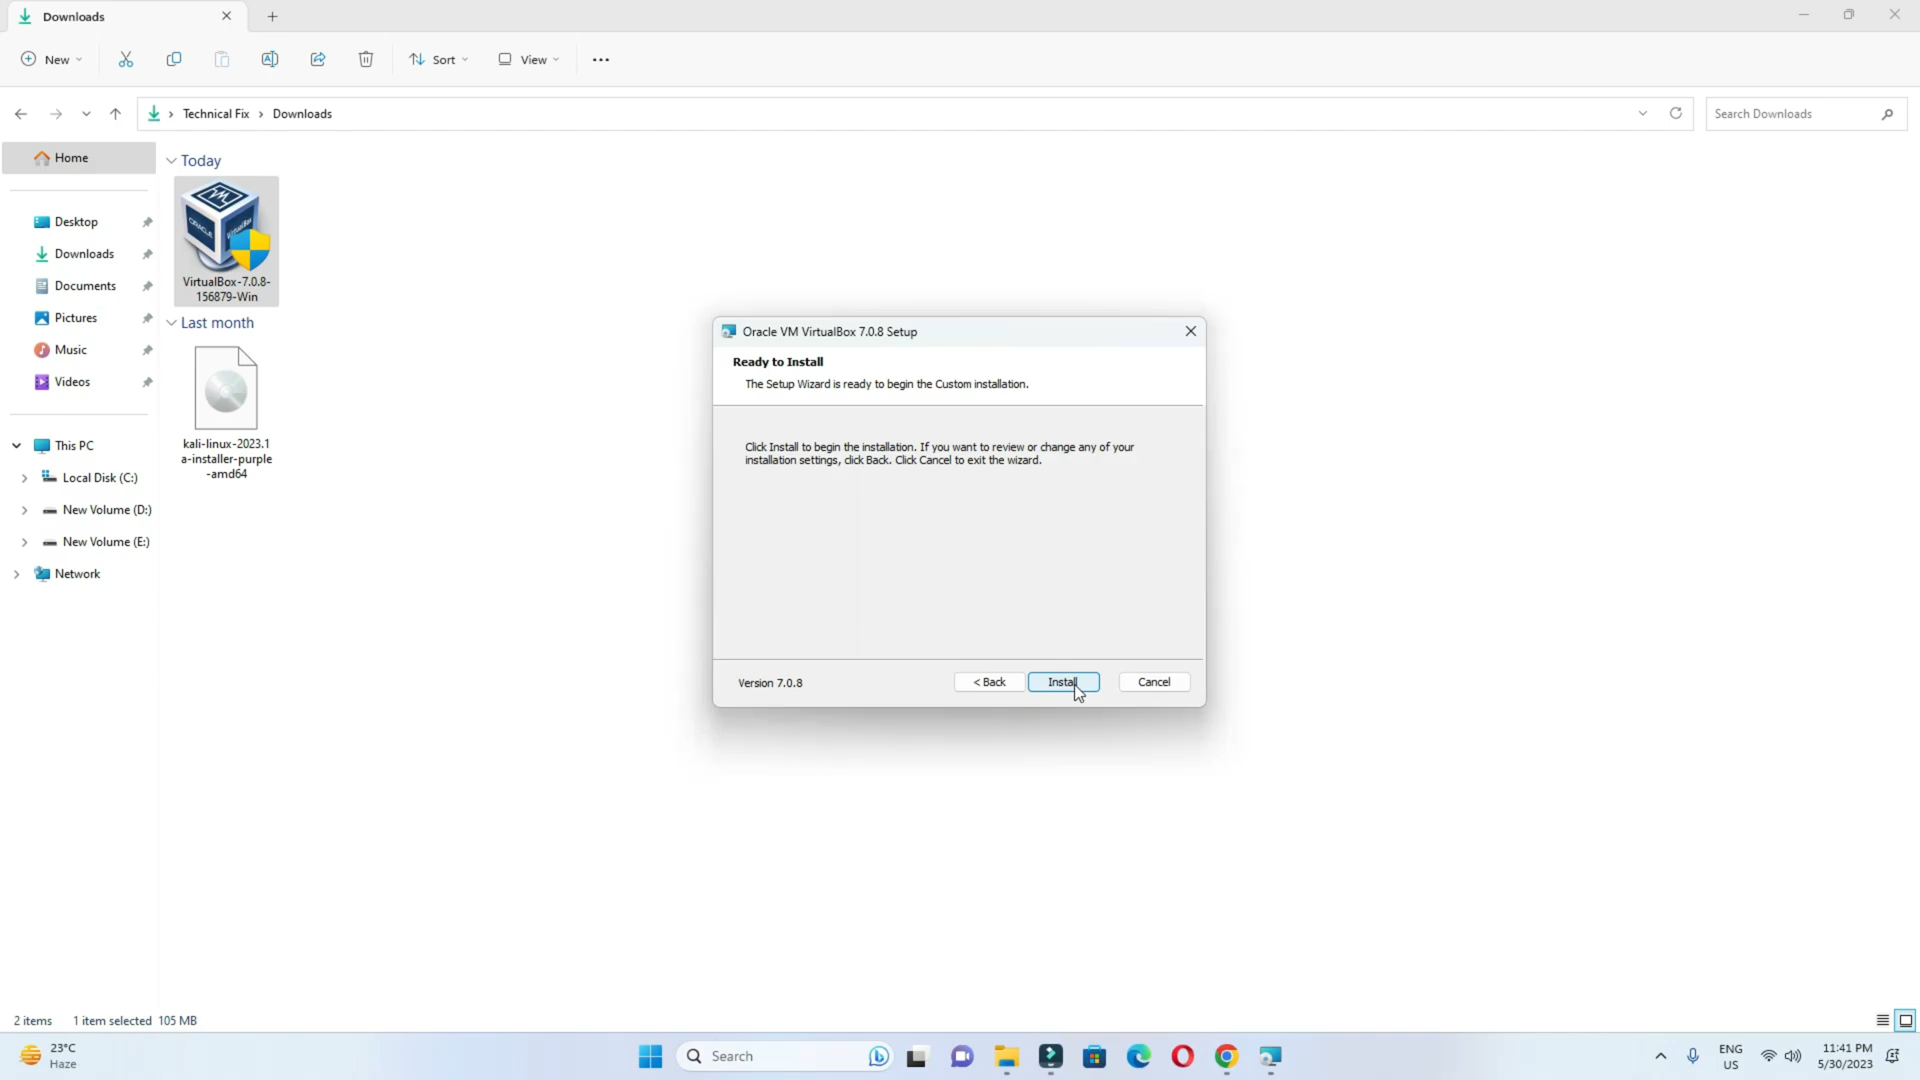 Downloads
New
Sort
View
Technical Fix
Downloads
Search Downloads
Home
Desktop
Downloads
Documents
Pictures
Music
Videos
This PC
Local Disk (C:)
New Volume (D:)
New Volume (E:)
Network
Today
ORACLE
VirtualBox
VirtualBox-7.0.8-
156879-Win
Last month
kali-linux-2023.1
a-installer-purple
-amd64
Oracle VM VirtualBox 7.0.8 Setup
Ready to Install
The Setup Wizard is ready to begin the Custom installation.
Click Install to begin the installation. If you want to review or change any of your
installation settings, click Back. Click Cancel to exit the wizard.
Version 7.0.8
< Back
Install
Cancel
2 items
1 item selected 105 MB
23°C
Haze
Search
ENG
US
11:41 PM
5/30/2023